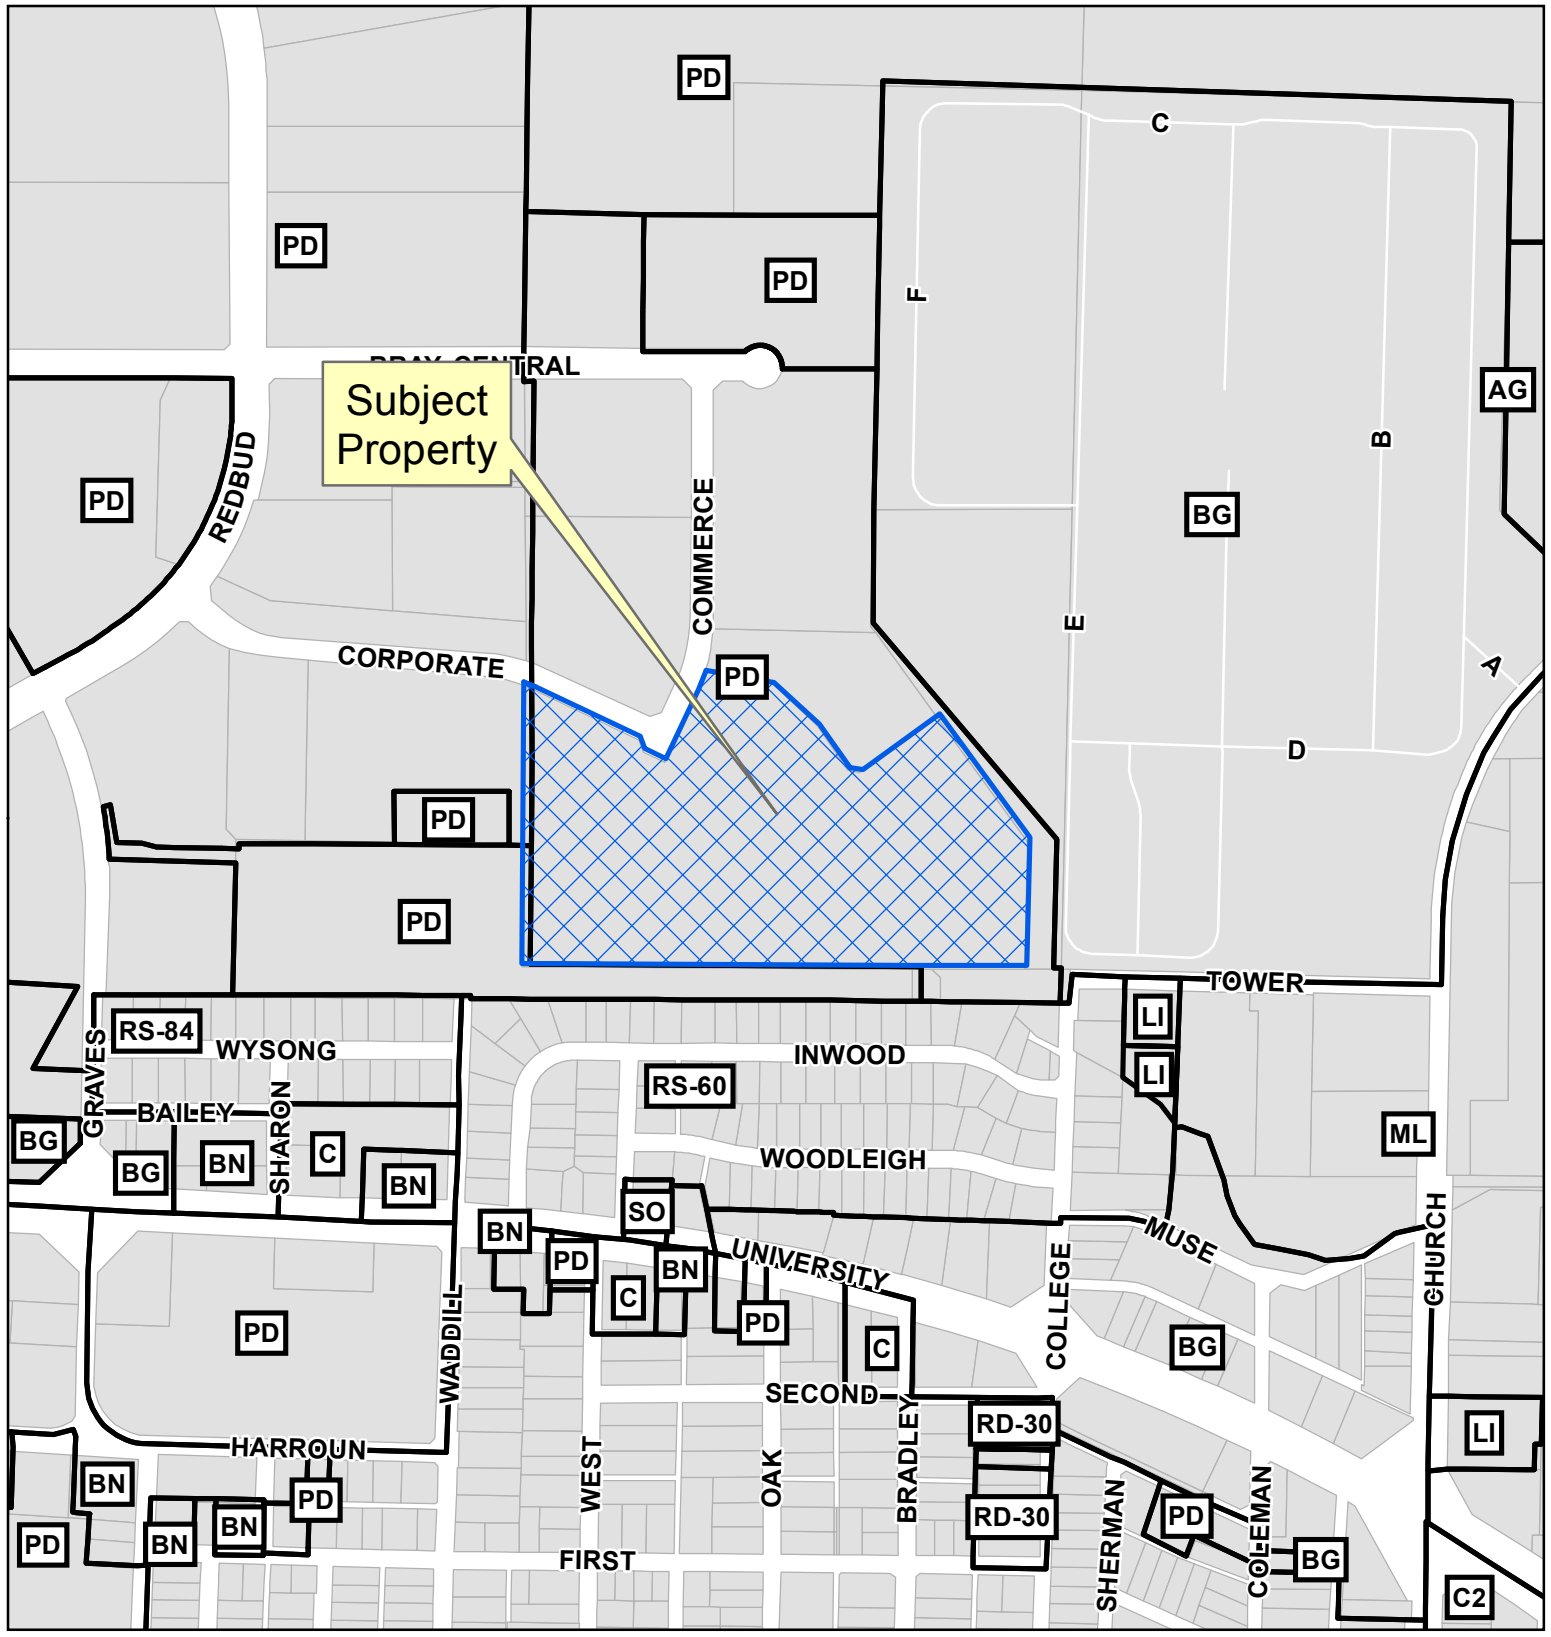 PD
C
PD
PD
F
BRAY CENTRAL
Subject
Property
AG
B
REDBUD
PD
COMMERCE
BG
E
CORPORATE
PD
A
D
PD
PD
TOWER
LI
RS-84
WYSONG
INWOOD
RS-60
LI
GRAVES
BAILEY
SHARON
BG
BG
BN
C
BN
WOODLEIGH
ML
SO
BN
UNIVERSITY
MUSE
CHURCH
PD
BN
C
PD
COLLEGE
PD
WADDILL
C
BG
SECOND
BRADLEY
RD-30
LI
HARROUN
WEST
OAK
BN
PD
BN
BN
PD
RD-30
SHERMAN
PD
COLEMAN
BG
FIRST
C2